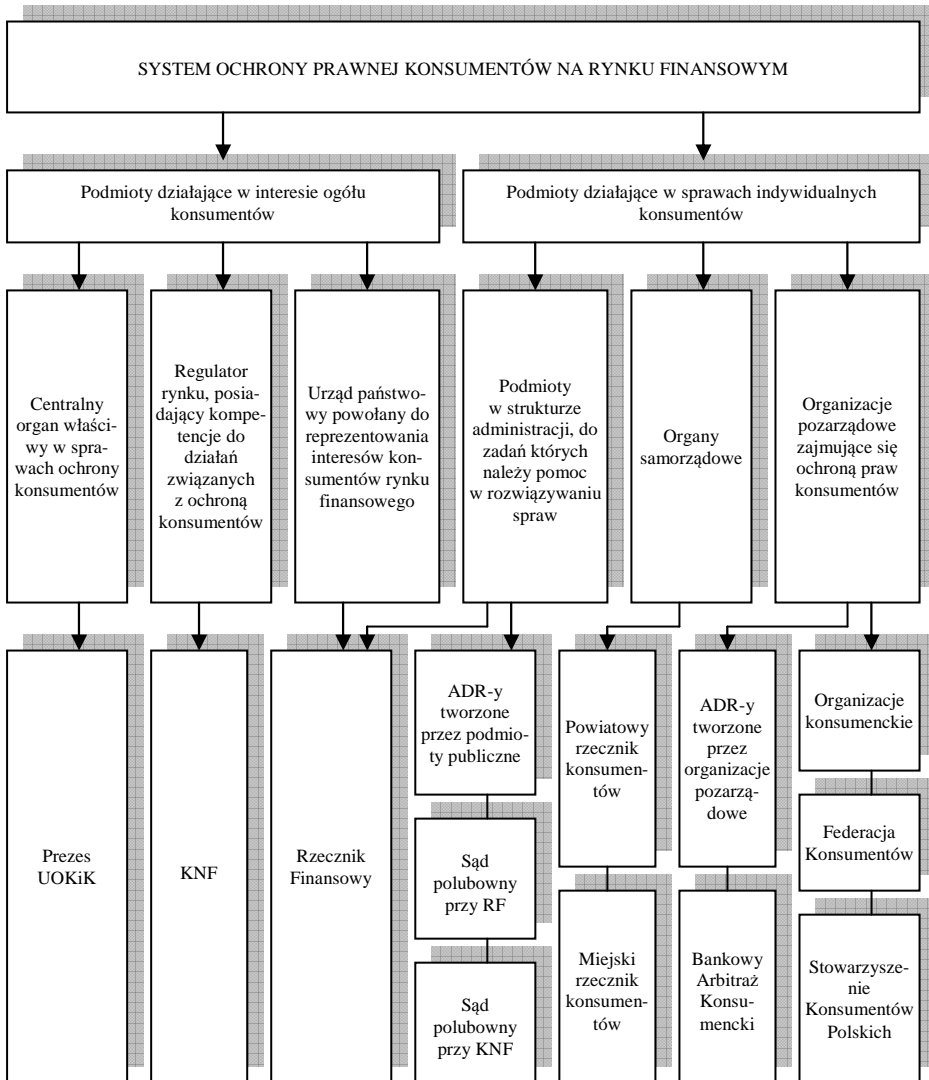 SYSTEM OCHRONY PRAWNEJ KONSUMENTÓW NA RYNKU FINANSOWYM
Podmioty działające w interesie ogółu
konsumentów
Podmioty działające w sprawach indywidualnych
konsumentów
Centralny
organ właści-
wy w spra-
wach ochrony
konsumentów
Regulator
rynku, posia-
dający kompe-
tencje do
działań
związanych
z ochroną
konsumentów
Urząd państwo-
wy powołany do
reprezentowania
interesów kon-
sumentów rynku
finansowego
Podmioty
w strukturze
administracji, do
zadań których
należy pomoc
w rozwiązywaniu
spraw
Organy
samorządowe
Organizacje
pozarządowe
zajmujące się
ochroną praw
konsumentów
Prezes
UOKiK
KNF
Rzecznik
Finansowy
ADR-y
tworzone
przez podmio-
ty publiczne
Sąd
polubowny
przy RF
Sąd
polubowny
przy KNF
Powiatowy
rzecznik
konsumen-
tów
Miejski
rzecznik
konsumen-
tów
ADR-y
tworzone
przez
organizacje
pozarzą-
dowe
Bankowy
Arbitraż
Konsu-
mencki
Organizacje
konsumenckie
Federacja
Konsumentów
Stowarzysze-
nie
Konsumentów
Polskich